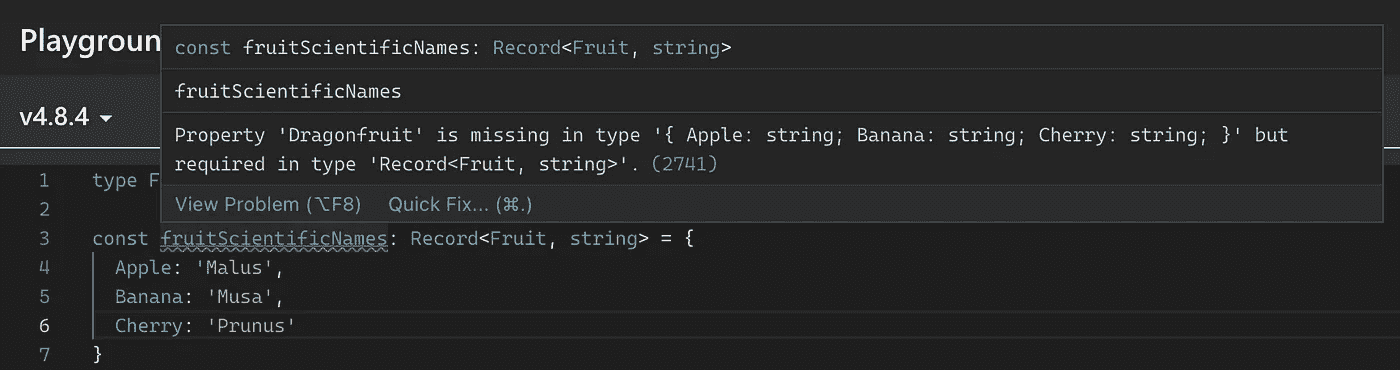 Playgroun
const fruitScientificNames: Record<Fruit, string>
fruitScientificNames
v4.8.4
Property 'Dragonfruit' is missing in type '{ Apple: string; Banana: string; Cherry: string; }' but
required in type 'Record<Fruit, string>'. (2741)
1 type F
View Problem (⌥F8) Quick Fix... (⌘.)
2
3 const fruitScientificNames: Record<Fruit, string> = {
4 Apple: 'Malus',
5 Banana: 'Musa',
6 Cherry: 'Prunus'
7 }